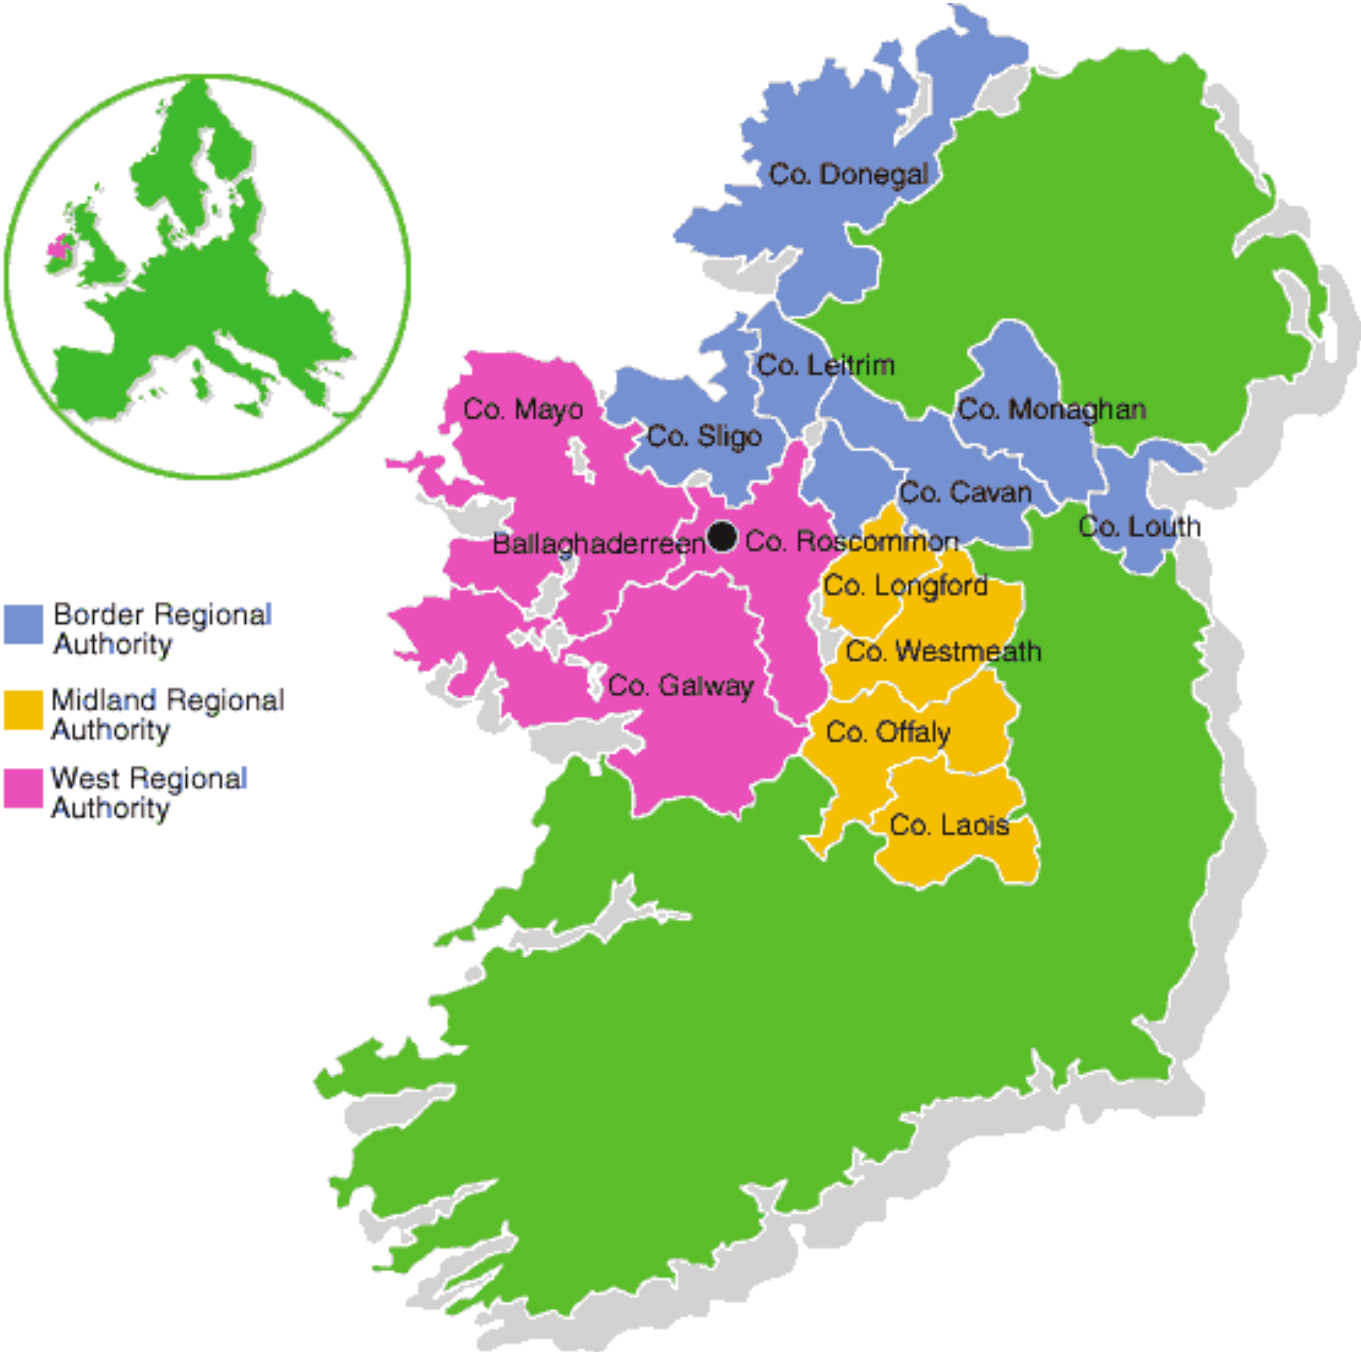 Co. Donegal
Co. Leitrim
Co. Mayo
Co. Monaghan
Co. Sligo
Co. Cavan
Co. Louth
Ballaghaderreen
Co. Roscommon
Co. Longford
Border Regional
Authority
Co. Westmeath
Co. Galway
Midland Regional
Authority
Co. Offaly
West Regional
Authority
Co. Laois